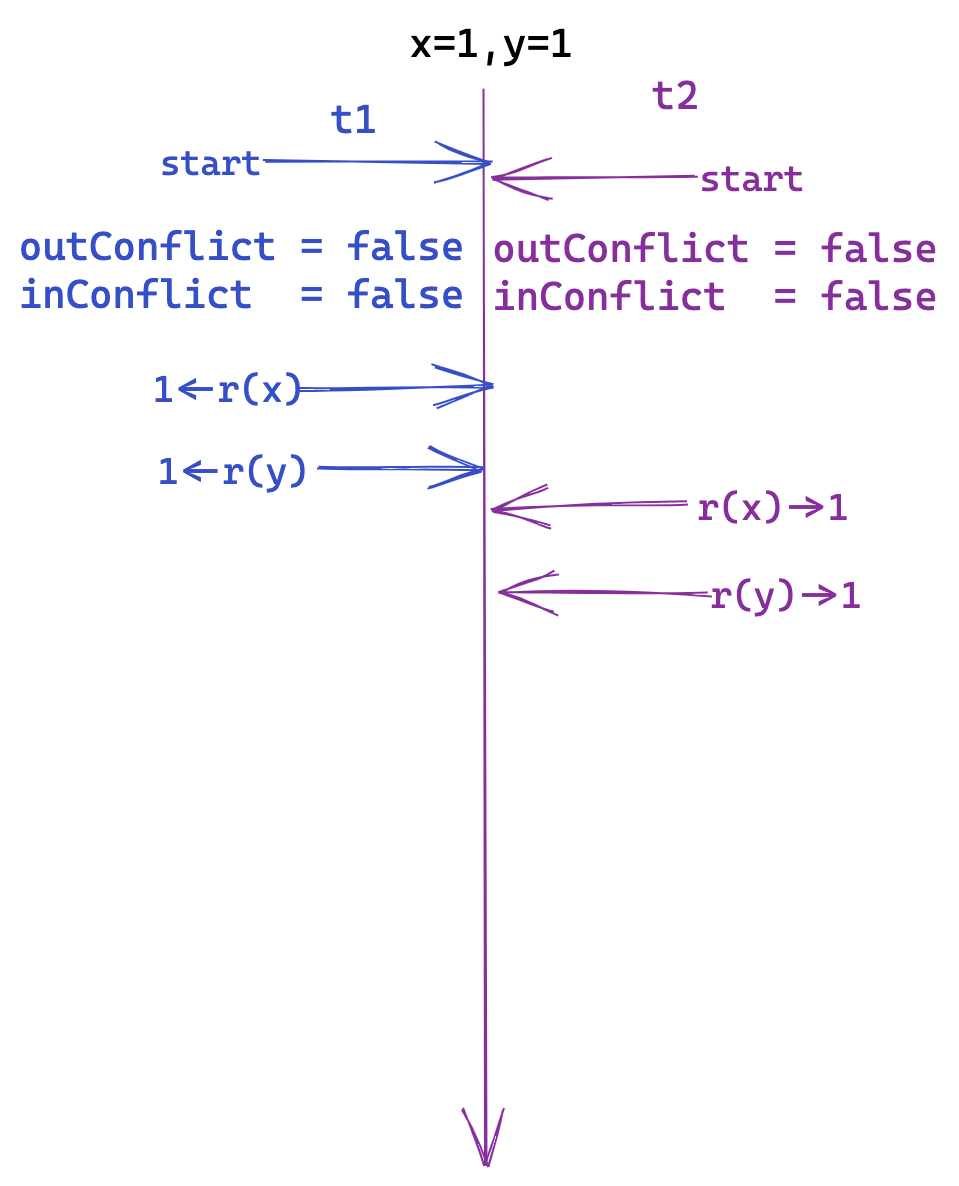 x=1,y=1
t1
t2
start
start
outConflict = false
inConflict  = false
outConflict = false
inConflict  = false
1←r(x)
1←r(y)
r(x)→1
r(y)→1